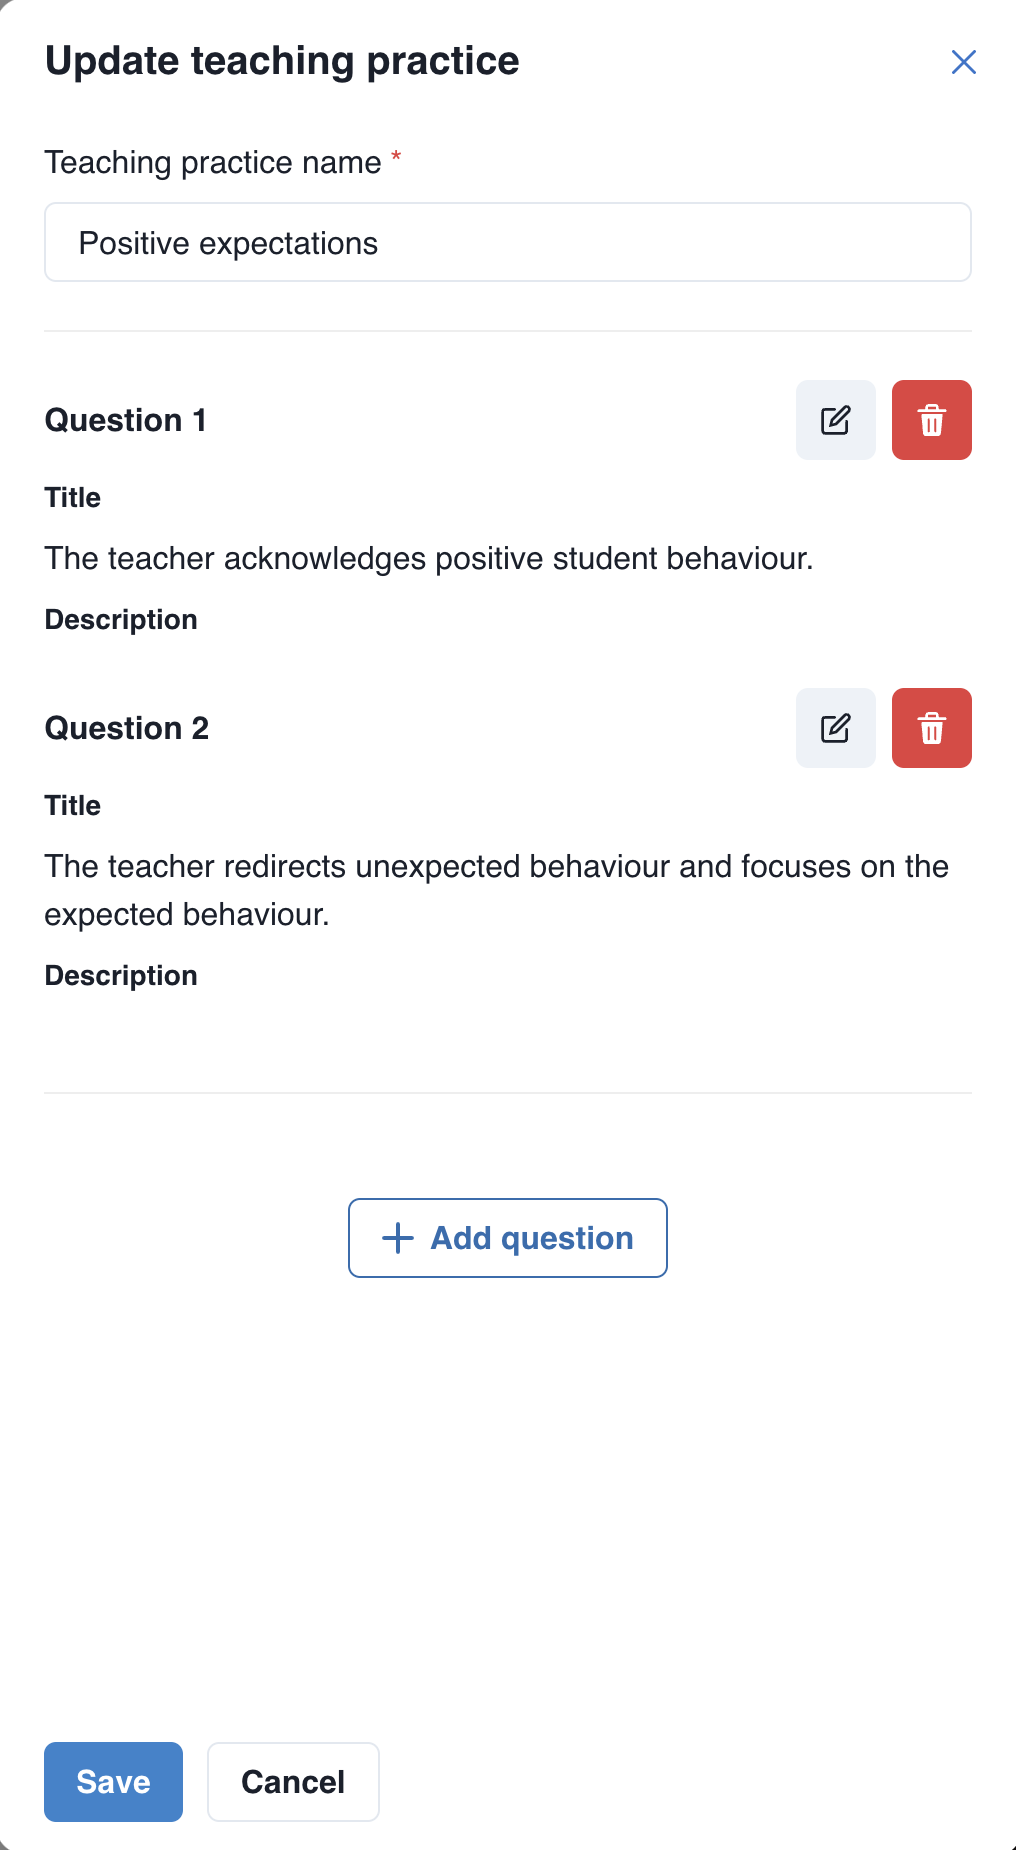 Update teaching practice
Teaching practice name *
Positive expectations
Question 1
Title
The teacher acknowledges positive student behaviour.
Description
Question 2
Title
The teacher redirects unexpected behaviour and focuses on the
expected behaviour.
Description
Add question
Save
Cancel